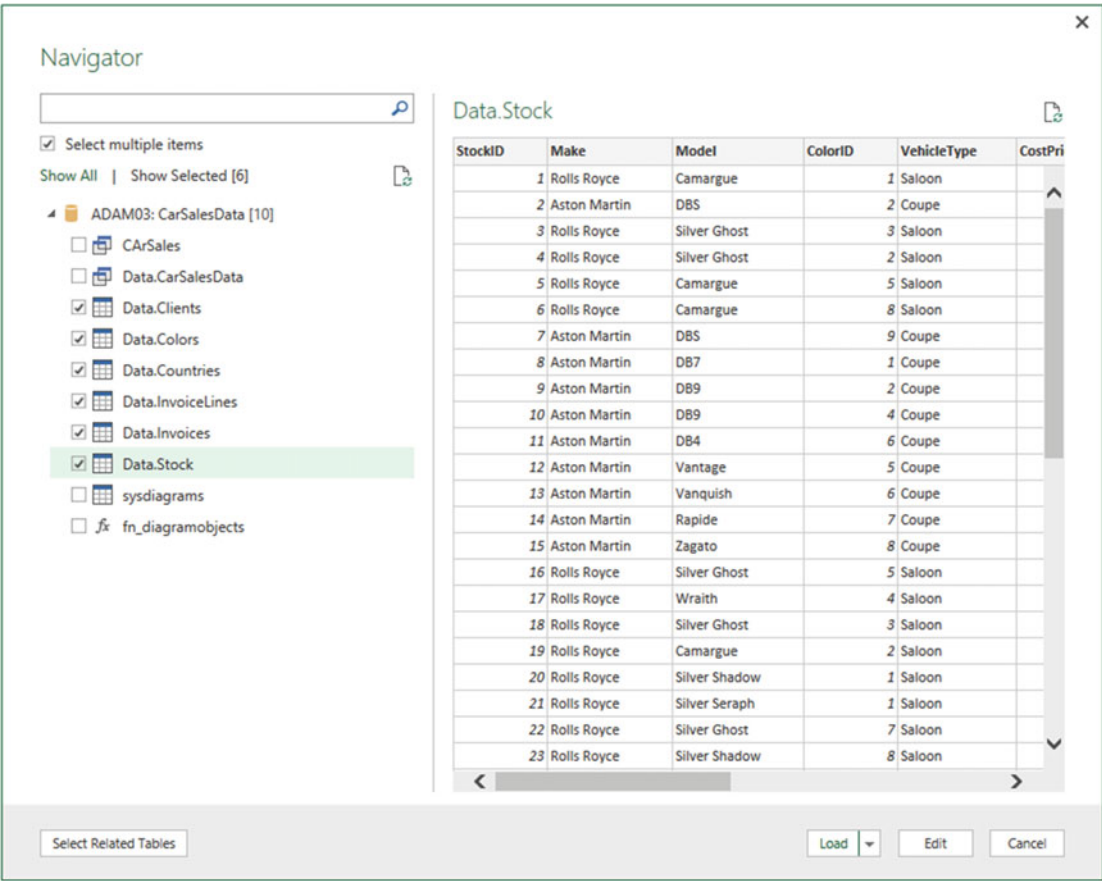 Navigator
Select multiple items
Show All | Show Selected [6]
ADAM03: CarSalesData [10]
CArSales
Data.CarSalesData
Data.Clients
Data.Colors
Data.Countries
Data.InvoiceLines
Data.Invoices
Data.Stock
sysdiagrams
fx fn_diagramobjects
Data.Stock
StockID Make Model ColorID VehicleType CostPri
1 Rolls Royce Camargue 1 Saloon
2 Aston Martin DBS 2 Coupe
3 Rolls Royce Silver Ghost 3 Saloon
4 Rolls Royce Silver Ghost 2 Saloon
5 Rolls Royce Camargue 5 Saloon
6 Rolls Royce Camargue 8 Saloon
7 Aston Martin DBS 9 Coupe
8 Aston Martin DB7 1 Coupe
9 Aston Martin DB9 2 Coupe
10 Aston Martin DB9 4 Coupe
11 Aston Martin DB4 6 Coupe
12 Aston Martin Vantage 5 Coupe
13 Aston Martin Vanquish 6 Coupe
14 Aston Martin Rapide 7 Coupe
15 Aston Martin Zagato 8 Coupe
16 Rolls Royce Silver Ghost 5 Saloon
17 Rolls Royce Wraith 4 Saloon
18 Rolls Royce Silver Ghost 3 Saloon
19 Rolls Royce Camargue 2 Saloon
20 Rolls Royce Silver Shadow 1 Saloon
21 Rolls Royce Silver Seraph 1 Saloon
22 Rolls Royce Silver Ghost 7 Saloon
23 Rolls Royce Silver Shadow 8 Saloon
Select Related Tables Load Edit Cancel